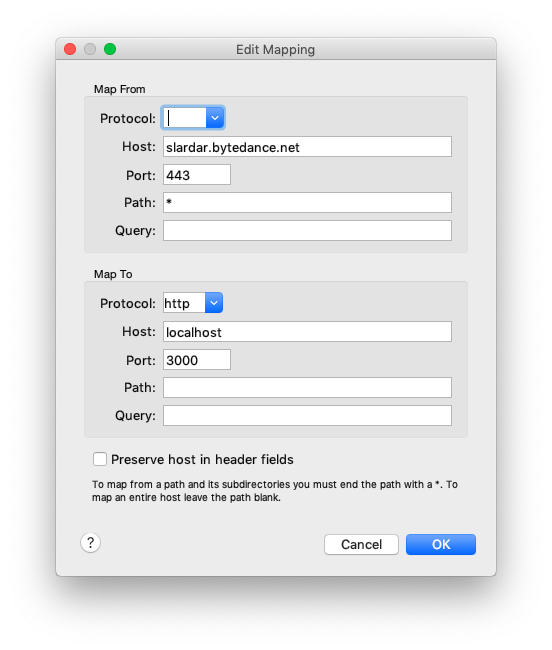 Edit Mapping
Map From
Protocol:
Host: slardar.bytedance.net
Port: 443
Path: *
Query:
Map To
Protocol: http
Host: localhost
Port: 3000
Path:
Query:
Preserve host in header fields
To map from a path and its subdirectories you must end the path with a *. To
map an entire host leave the path blank.
? Cancel OK